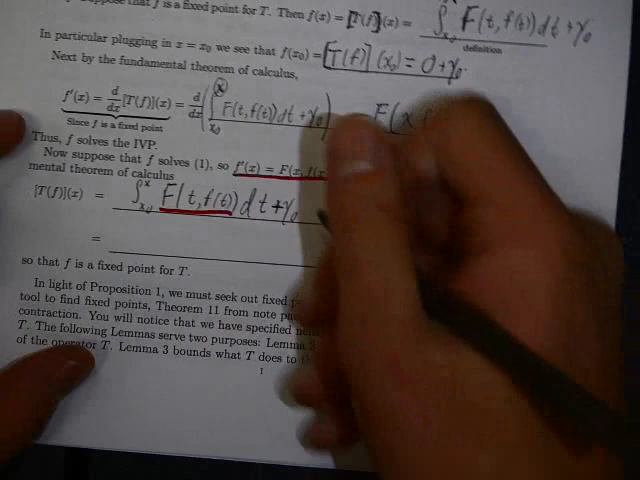 that f is a fixed point for T. Then f(x) = [T(f)](x) = ∫_{x₀} F(t, f(t)) dt + y₀
definition
In particular plugging in x = x₀ we see that f(x₀) = [T(f)](x₀) = 0 + y₀.
Next by the fundamental theorem of calculus,
f'(x) = d/dx [T(f)](x) = d/dx (∫_{x₀}^{x} F(t, f(t)) dt + y₀) = F(x, f
Since f is a fixed point
Thus, f solves the IVP.
Now suppose that f solves (1), so f'(x) = F(x, f(x
mental theorem of calculus
[T(f)](x) = ∫_{x₀}^{x} F(t, f(t)) dt + y₀
=
so that f is a fixed point for T.
In light of Proposition 1, we must seek out fixed
tool to find fixed points, Theorem 11 from note
contraction. You will notice that we have specified
T. The following Lemmas serve two purposes: Lemma
of the operator T. Lemma 3 bounds what T does to
1